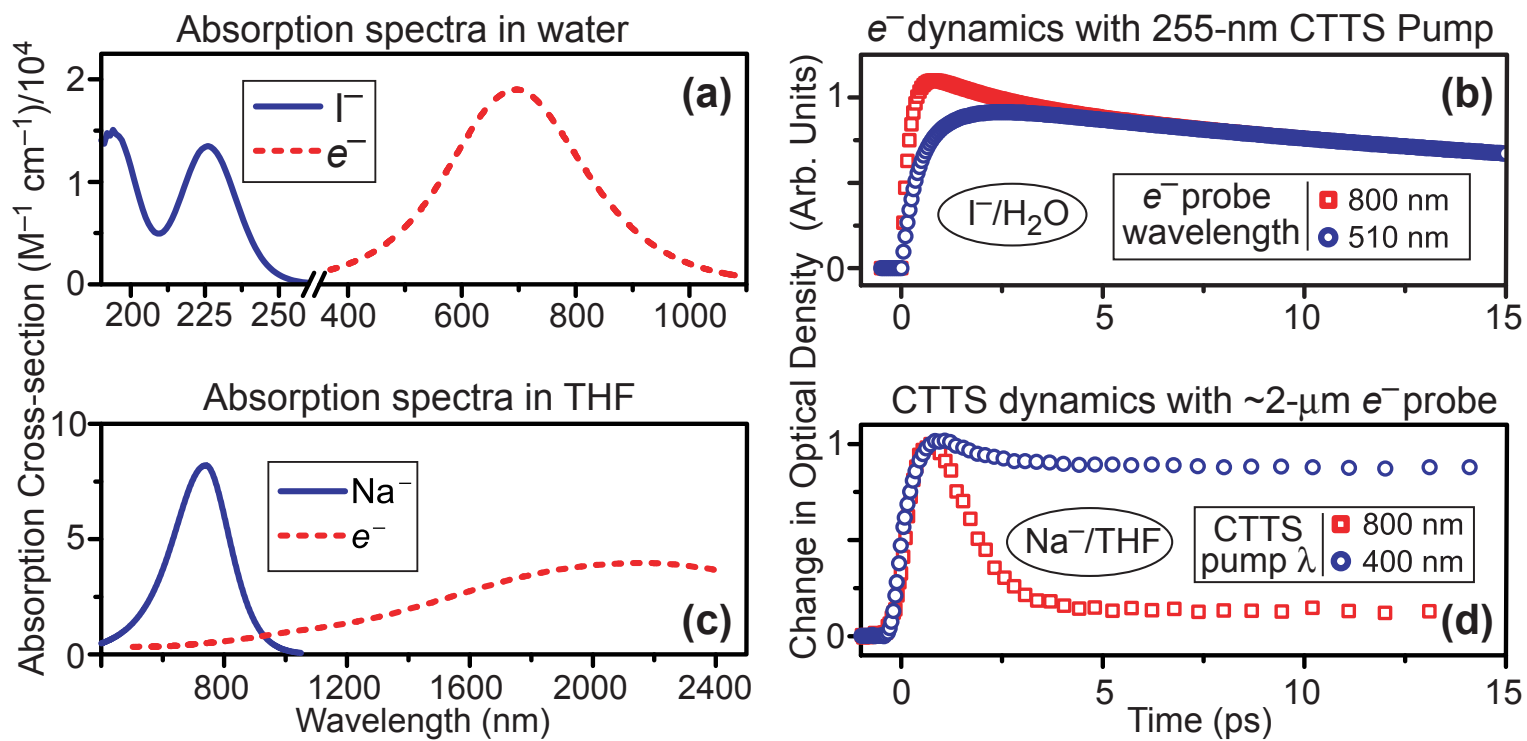 Absorption spectra in water
Absorption Cross-section (M⁻¹ cm⁻¹)/10⁴
(a)
I⁻
e⁻
2
1
0
200 225 250 400 600 800 1000
e⁻ dynamics with 255-nm CTTS Pump
Change in Optical Density (Arb. Units)
(b)
1
0
I⁻/H₂O
e⁻ probe
wavelength
800 nm
510 nm
0 5 10 15
Absorption spectra in THF
(c)
10
5
0
Na⁻
e⁻
800 1200 1600 2000 2400
Wavelength (nm)
CTTS dynamics with ~2-μm e⁻ probe
(d)
1
0
Na⁻/THF
CTTS
pump λ
800 nm
400 nm
0 5 10 15
Time (ps)